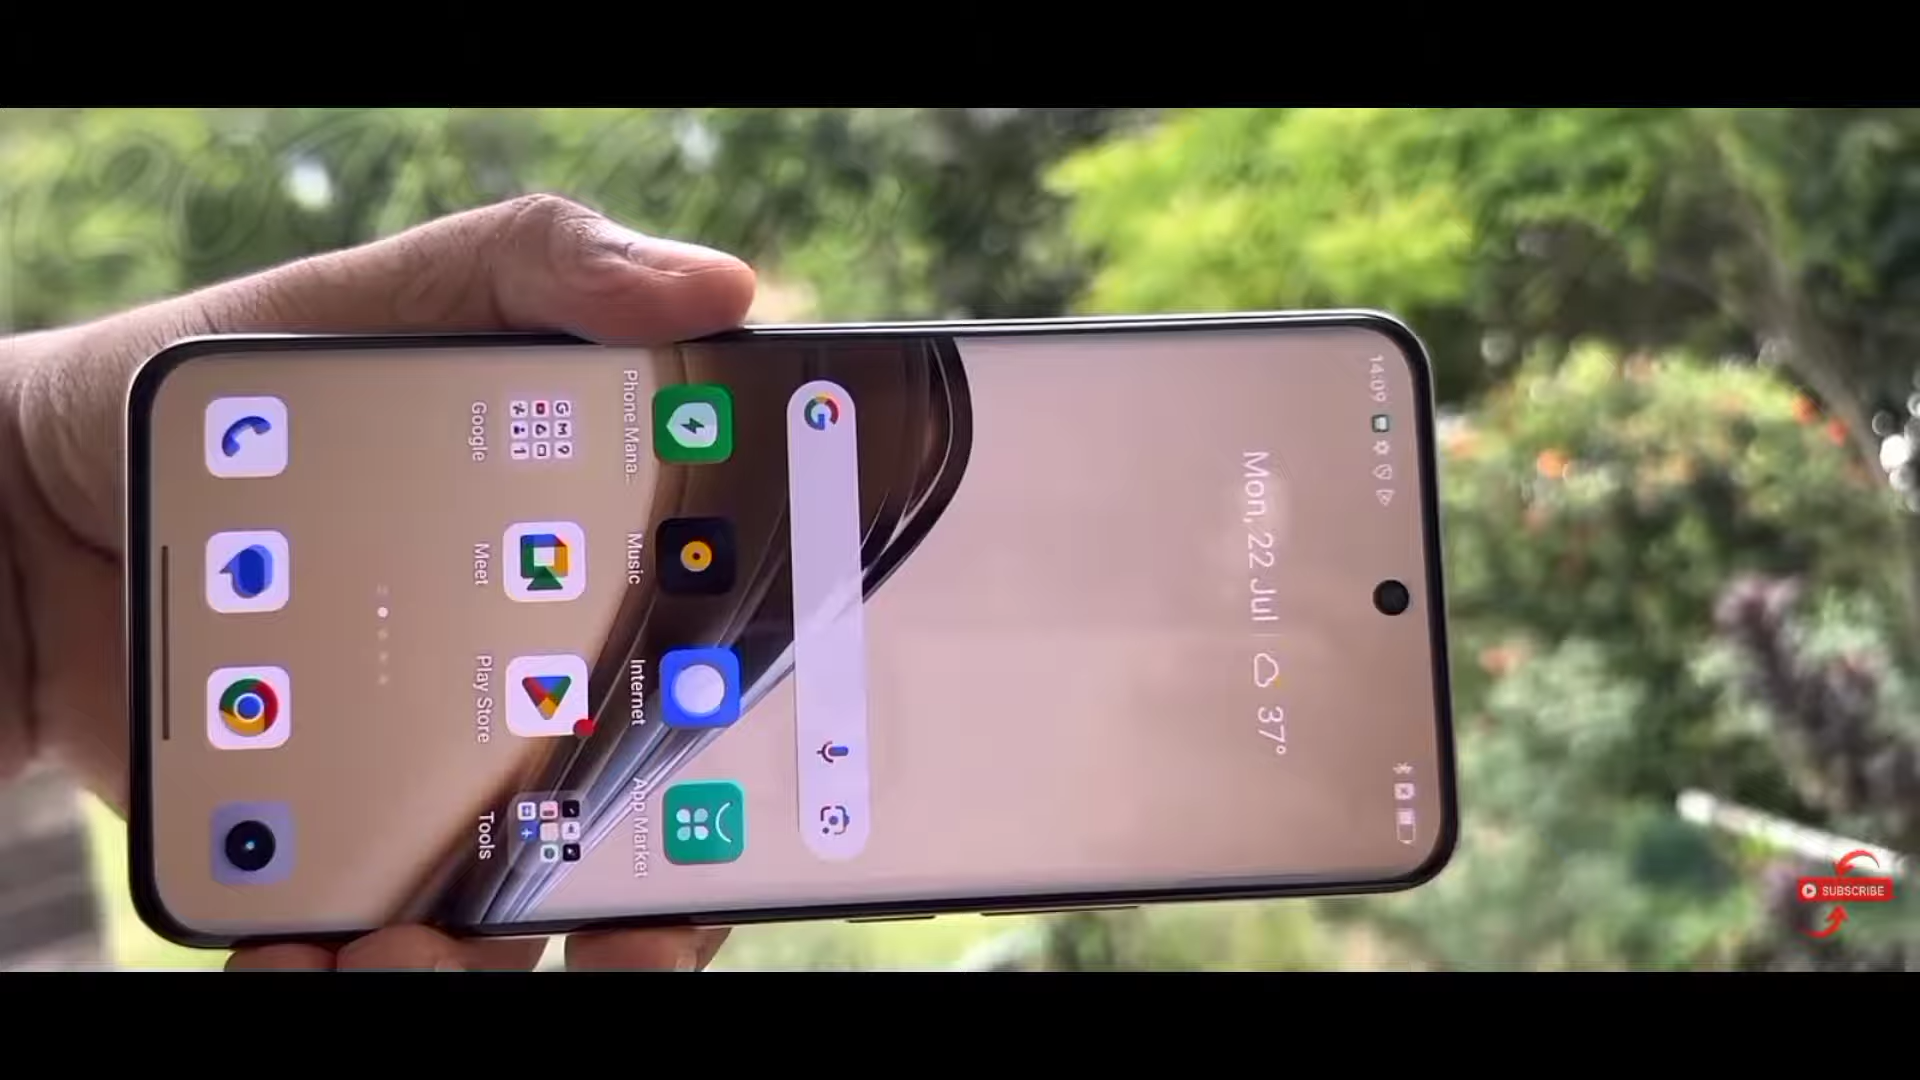 14:09
Mon, 22 Jul
37°
Phone Mana...
Music
Internet
App Market
Google
Meet
Play Store
Tools
SUBSCRIBE